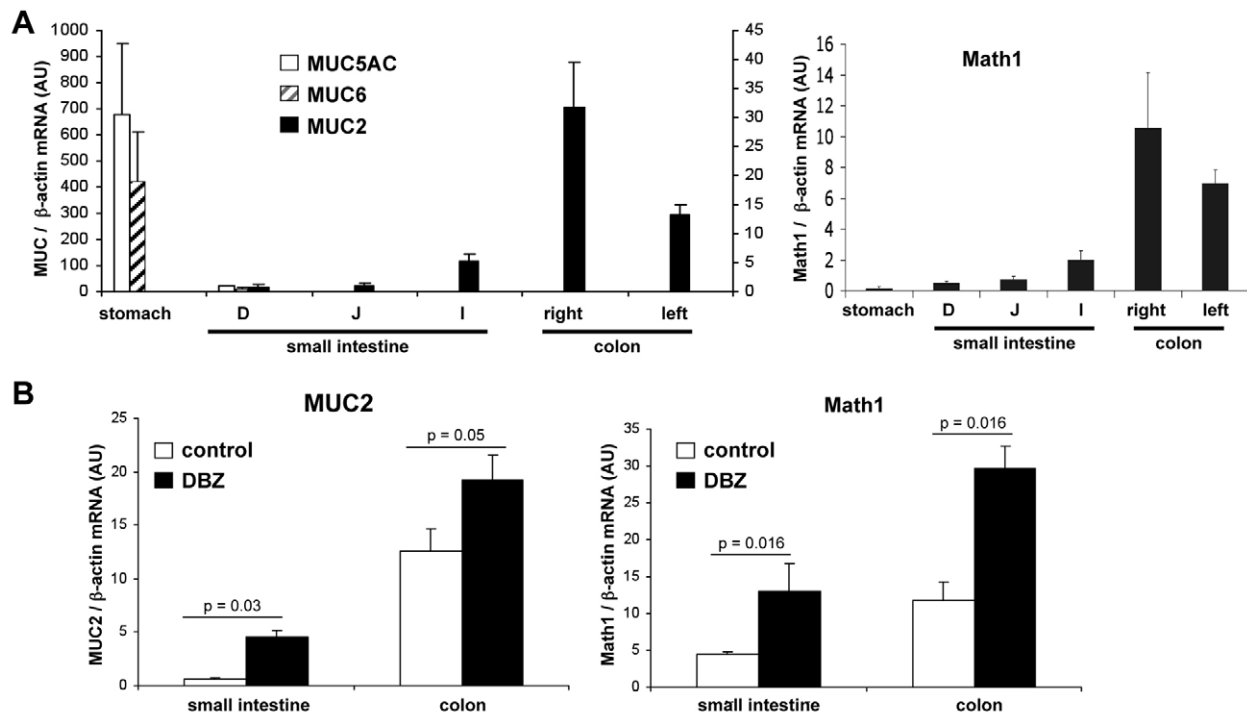 A
MUC / β-actin mRNA (AU)
1000
900
800
700
600
500
400
300
200
100
0
MUC5AC
MUC6
MUC2
45
40
35
30
25
20
15
10
5
0
stomach D J I right left
small intestine colon
Math1
Math1 / β-actin mRNA (AU)
16
14
12
10
8
6
4
2
0
stomach D J I right left
small intestine colon
B
MUC2
MUC2 / β-actin mRNA (AU)
25
20
15
10
5
0
control
DBZ
p = 0.03
p = 0.05
small intestine colon
Math1
Math1 / β-actin mRNA (AU)
35
30
25
20
15
10
5
0
control
DBZ
p = 0.016
p = 0.016
small intestine colon